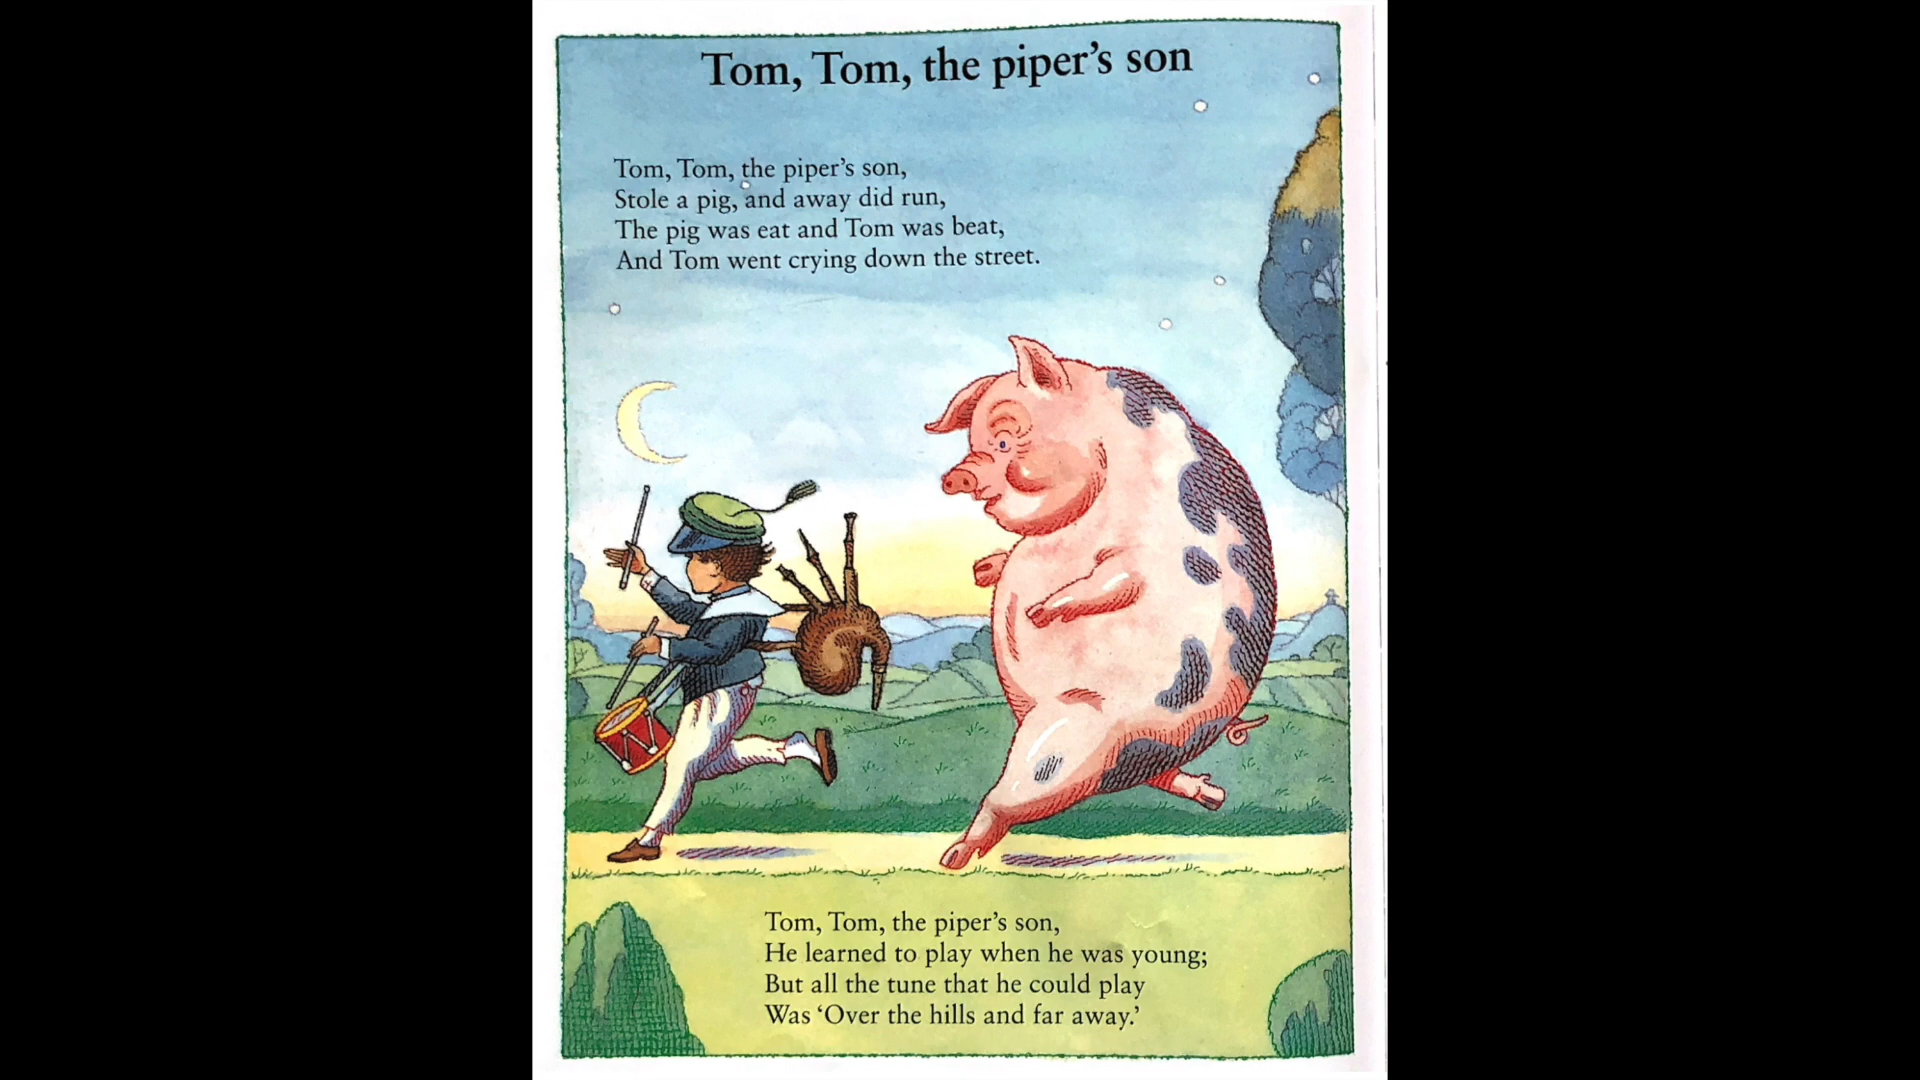 Tom, Tom, the piper’s son
Tom, Tom, the piper’s son,
Stole a pig, and away did run,
The pig was eat and Tom was beat,
And Tom went crying down the street.
Tom, Tom, the piper’s son,
He learned to play when he was young;
But all the tune that he could play
Was ‘Over the hills and far away.’